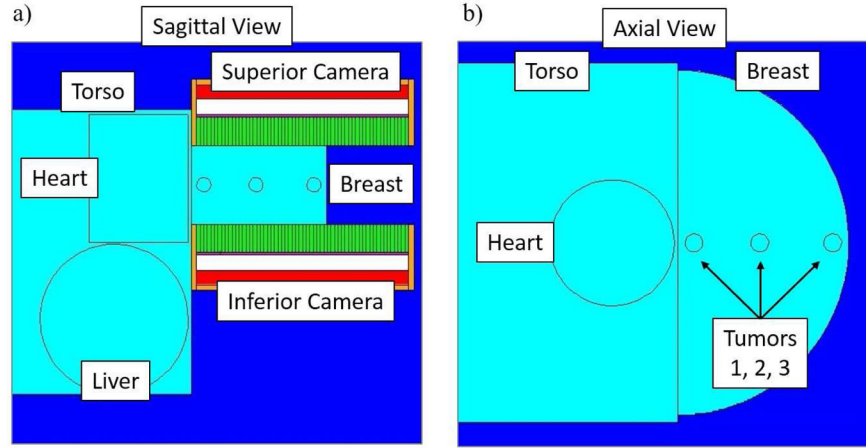 a)
Sagittal View
Superior Camera
Torso
Heart
Breast
Inferior Camera
Liver
b)
Axial View
Torso
Breast
Heart
Tumors
1, 2, 3